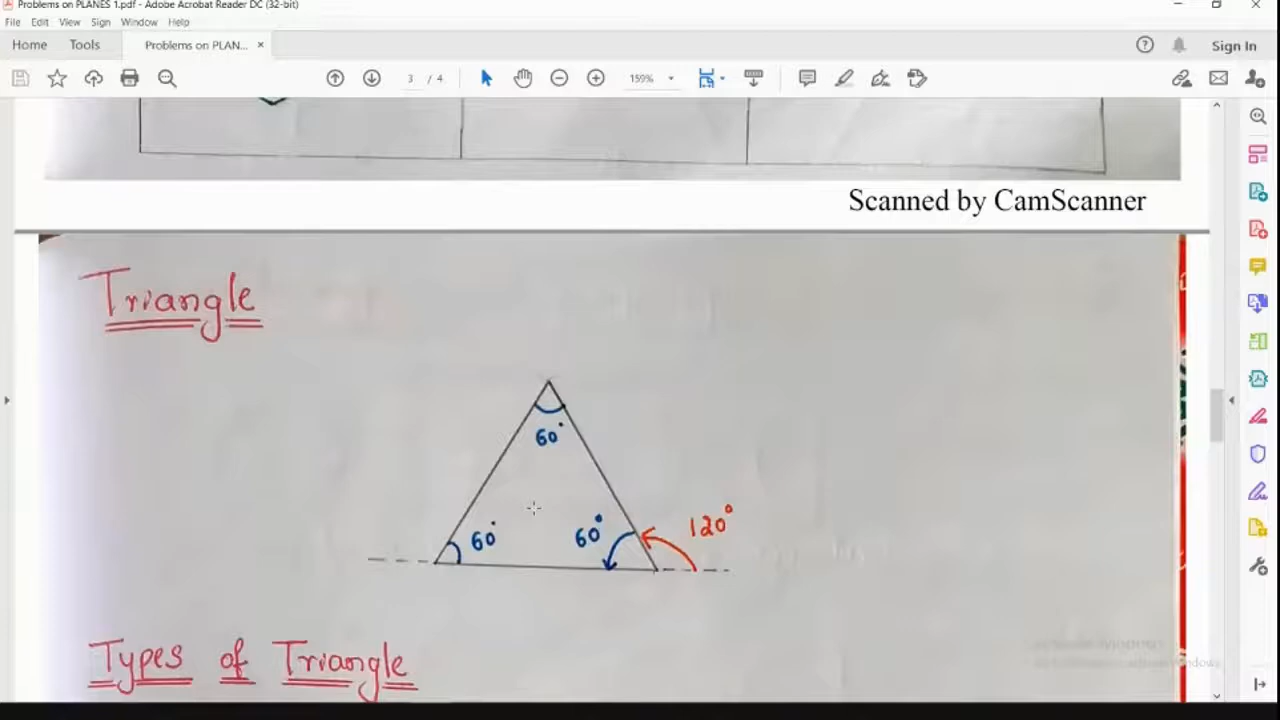 Problems on PLANES 1.pdf - Adobe Acrobat Reader DC (32-bit)
File Edit View Sign Window Help
Home Tools Problems on PLAN... × Sign In
3 / 4 159%
Scanned by CamScanner
Triangle
60°
60° 60° 120°
Types of Triangle